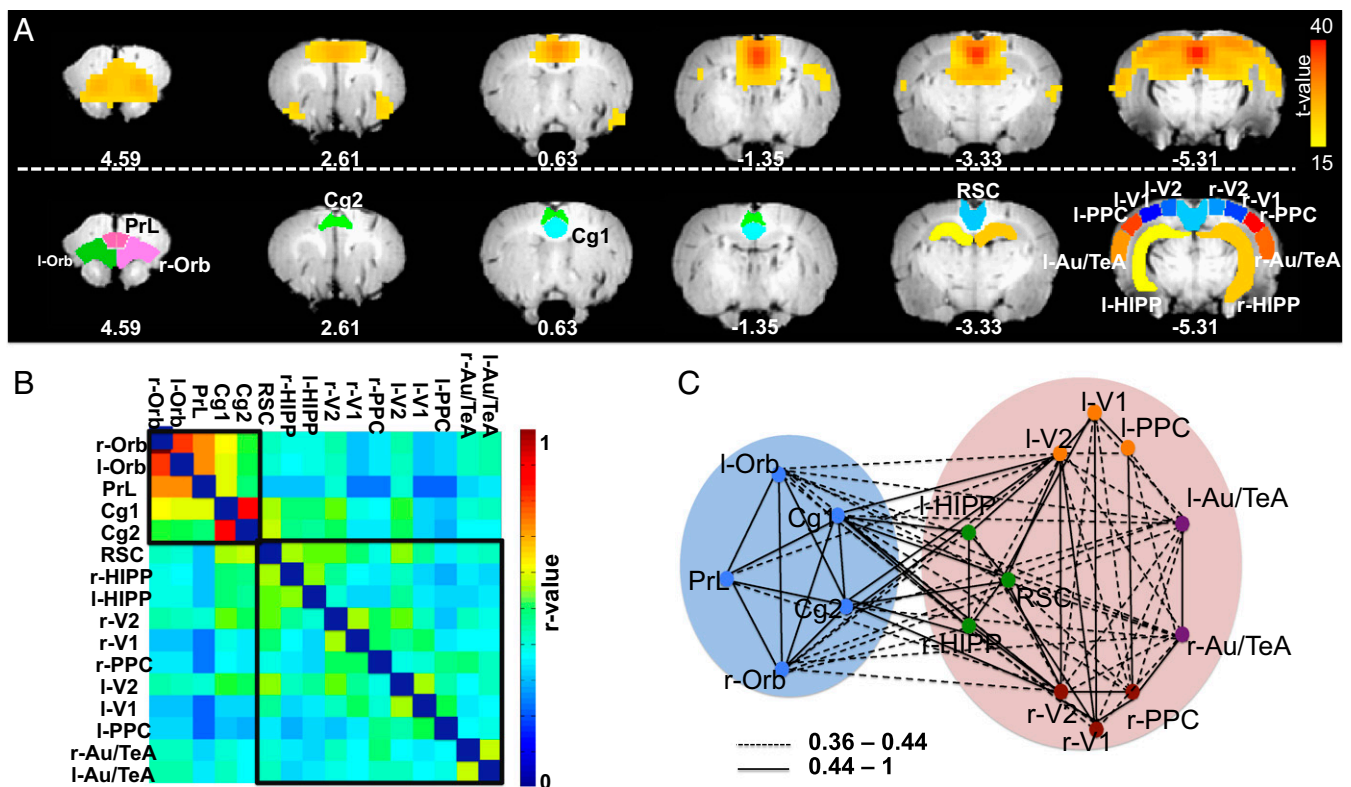 A
40
t-value
15
4.59
2.61
0.63
-1.35
-3.33
-5.31
PrL
l-Orb
r-Orb
Cg2
Cg1
RSC
l-V2
r-V2
l-V1
r-V1
l-PPC
r-PPC
l-Au/TeA
r-Au/TeA
l-HIPP
r-HIPP
4.59
2.61
0.63
-1.35
-3.33
-5.31
B
r-Orb
l-Orb
PrL
Cg1
Cg2
RSC
r-HIPP
l-HIPP
r-V2
r-V1
r-PPC
l-V2
l-V1
l-PPC
r-Au/TeA
l-Au/TeA
r-Orb
l-Orb
PrL
Cg1
Cg2
RSC
r-HIPP
l-HIPP
r-V2
r-V1
r-PPC
l-V2
l-V1
l-PPC
r-Au/TeA
l-Au/TeA
1
r-value
0
C
l-V1
l-V2
l-PPC
l-Orb
l-HIPP
l-Au/TeA
Cg1
PrL
RSC
Cg2
r-HIPP
r-Au/TeA
r-Orb
r-V2
r-PPC
r-V1
0.36 – 0.44
0.44 – 1